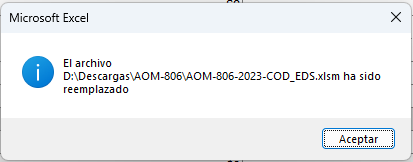 Microsoft Excel
El archivo
D:\Descargas\AOM-806\AOM-806-2023-COD_EDS.xlsm ha sido
reemplazado
Aceptar